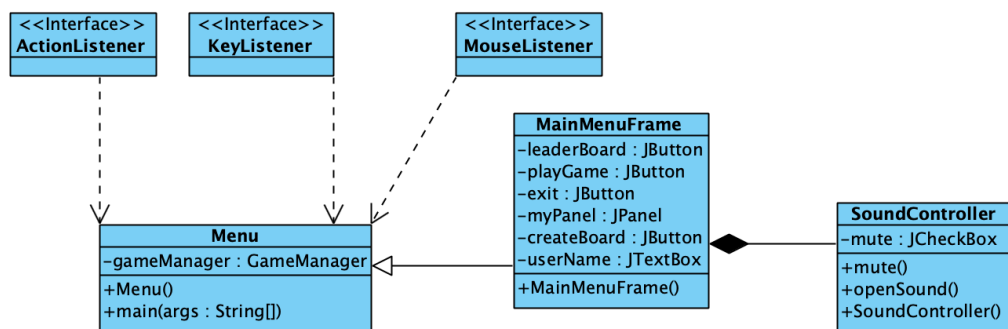 <<Interface>>
ActionListener
<<Interface>>
KeyListener
<<Interface>>
MouseListener
MainMenuFrame
-leaderBoard : JButton
-playGame : JButton
-exit : JButton
-myPanel : JPanel
-createBoard : JButton
-userName : JTextBox
+MainMenuFrame()
Menu
-gameManager : GameManager
+Menu()
+main(args : String[])
SoundController
-mute : JCheckBox
+mute()
+openSound()
+SoundController()